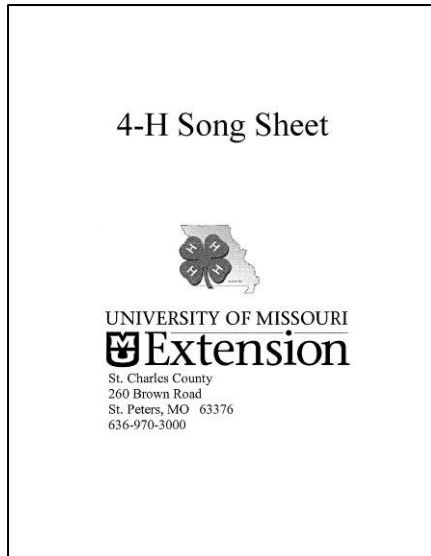 4-H Song Sheet
H H
H H
UNIVERSITY OF MISSOURI
MU Extension
St. Charles County
260 Brown Road
St. Peters, MO 63376
636-970-3000